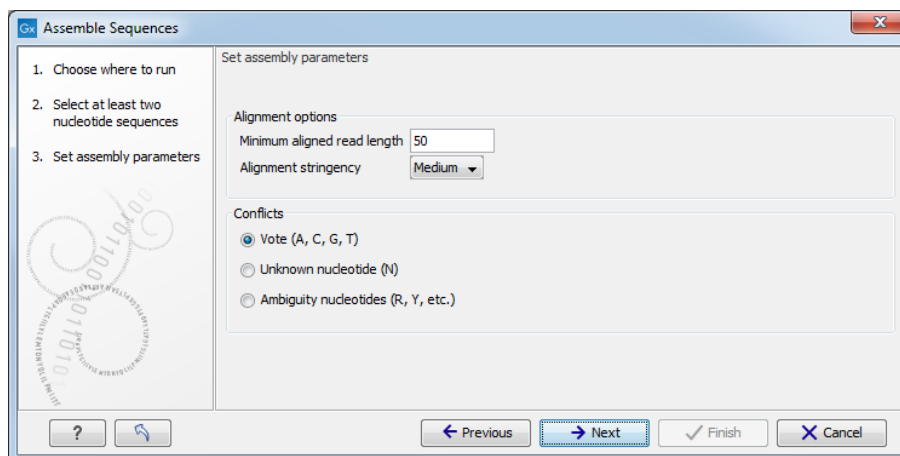 Gx Assemble Sequences
1. Choose where to run
2. Select at least two
nucleotide sequences
3. Set assembly parameters
Set assembly parameters
Alignment options
Minimum aligned read length 50
Alignment stringency Medium
Conflicts
Vote (A, C, G, T)
Unknown nucleotide (N)
Ambiguity nucleotides (R, Y, etc.)
? Previous Next Finish Cancel